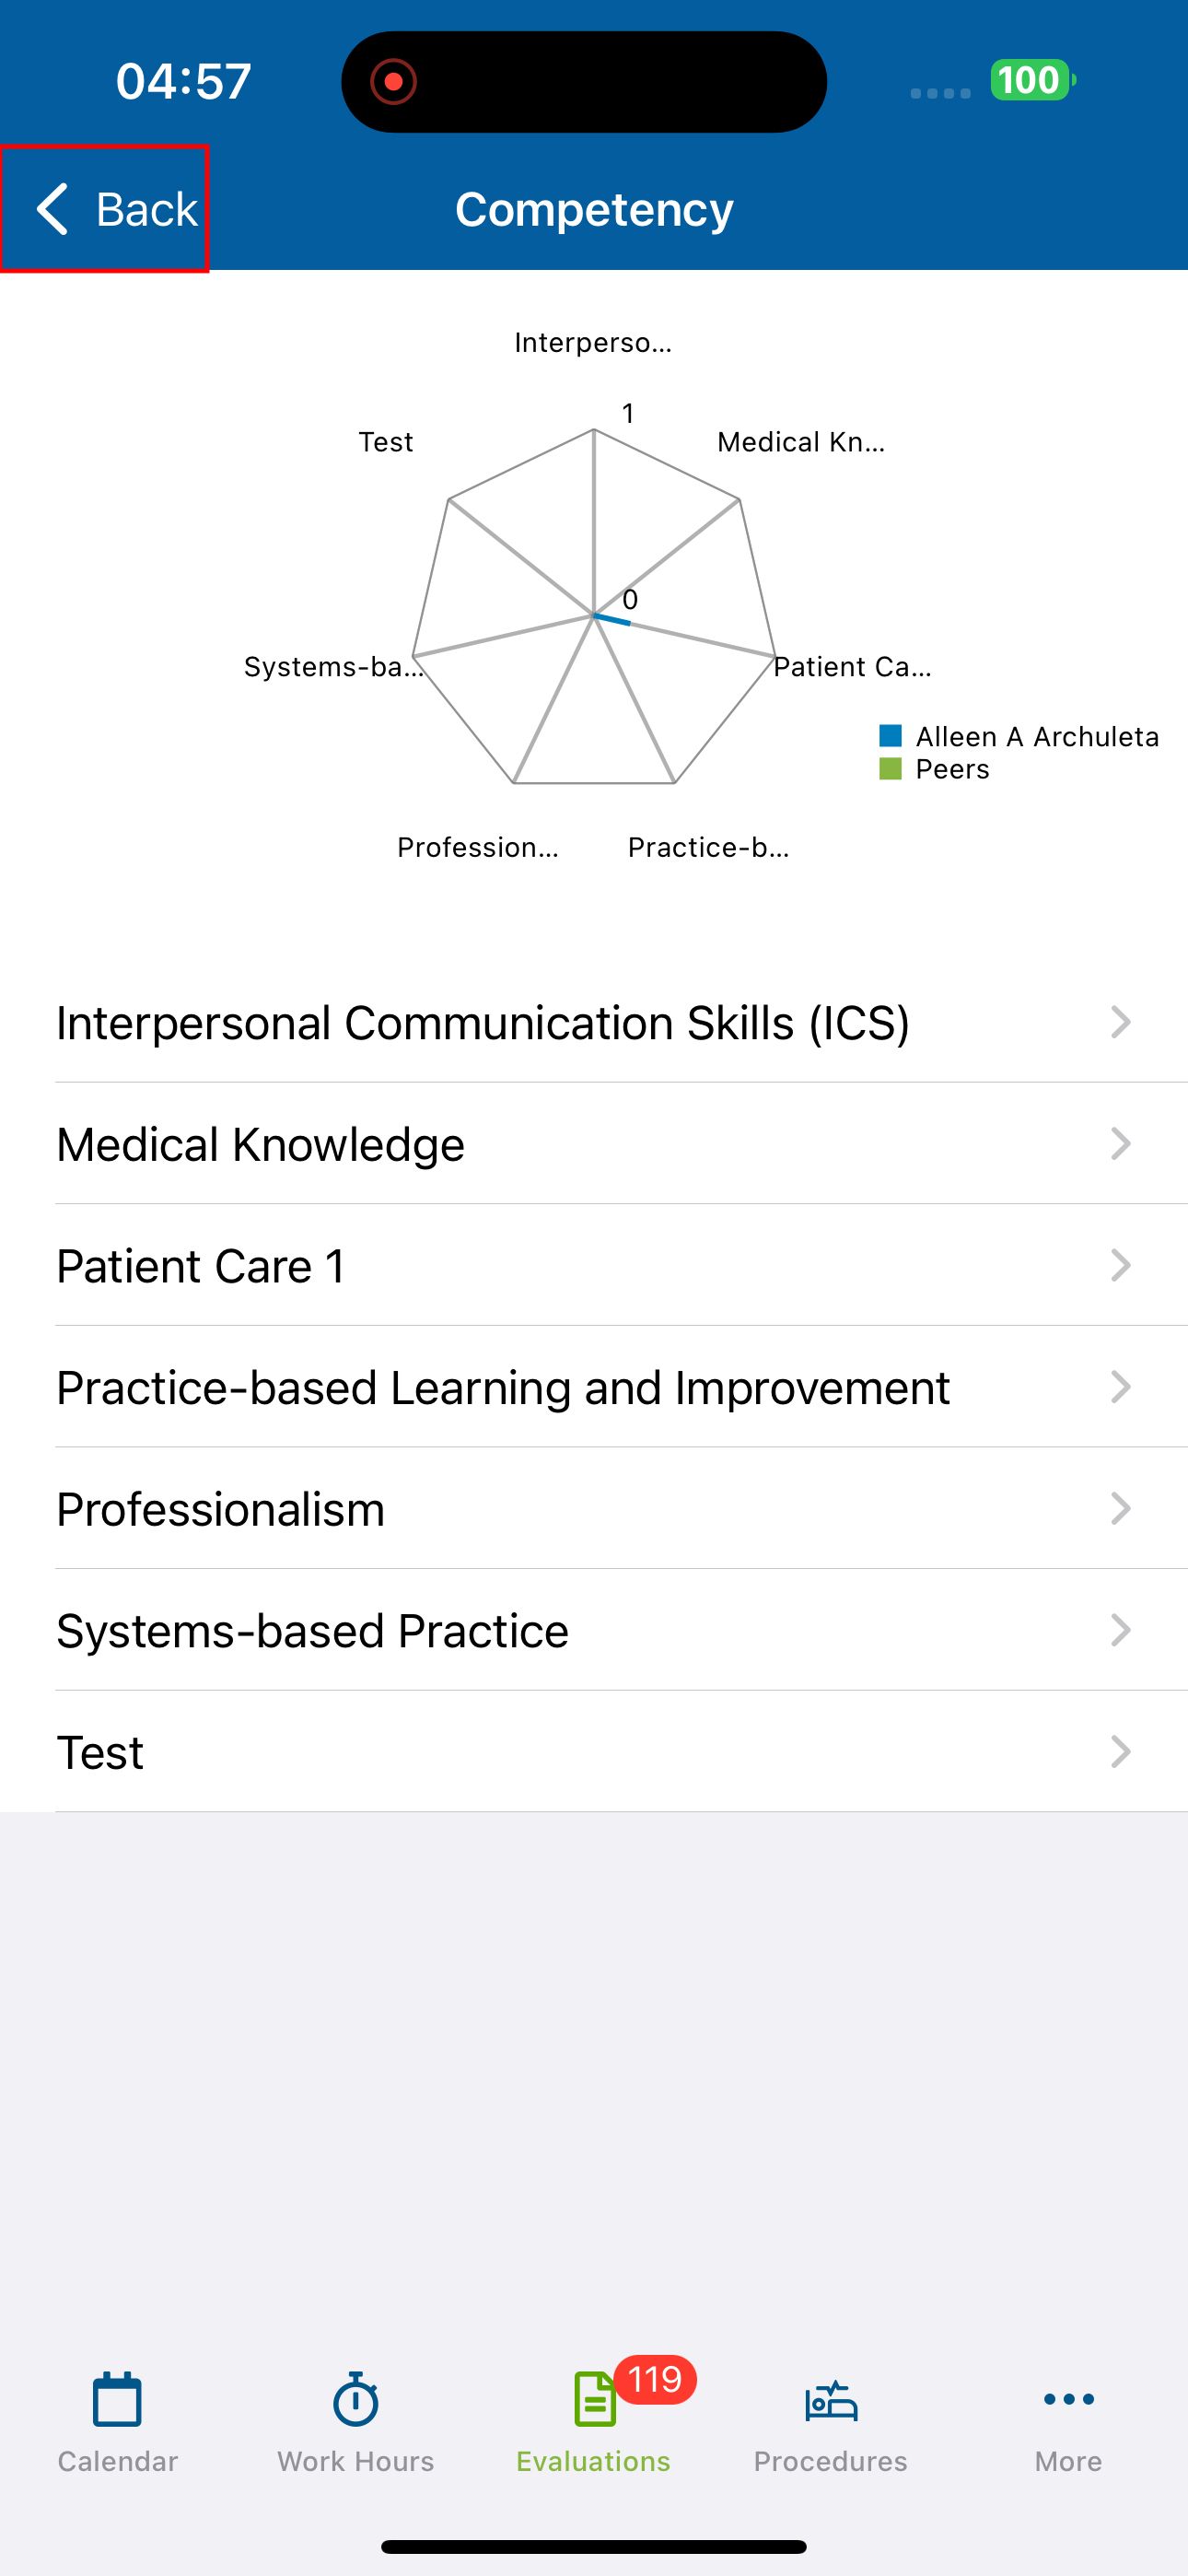 04:57
100
Back
Competency
Interperso...
1
Test
Medical Kn...
0
Systems-ba...
Patient Ca...
Alleen A Archuleta
Peers
Profession...
Practice-b...
Interpersonal Communication Skills (ICS)
Medical Knowledge
Patient Care 1
Practice-based Learning and Improvement
Professionalism
Systems-based Practice
Test
119
Calendar
Work Hours
Evaluations
Procedures
More